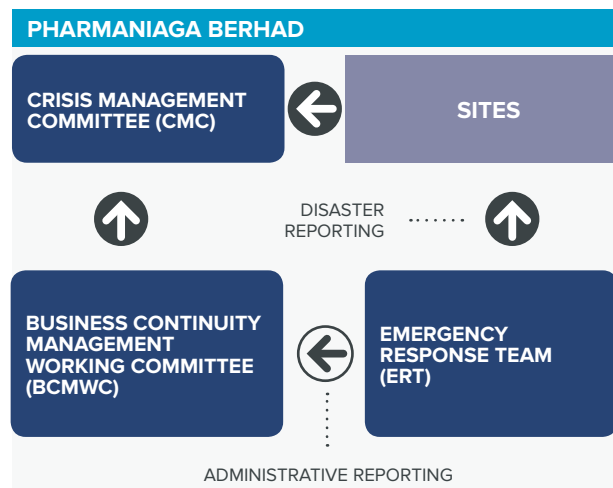 PHARMANIAGA BERHAD
CRISIS MANAGEMENT
COMMITTEE (CMC)
SITES
DISASTER
REPORTING
BUSINESS CONTINUITY
MANAGEMENT
WORKING COMMITTEE
(BCMWC)
EMERGENCY
RESPONSE TEAM
(ERT)
ADMINISTRATIVE REPORTING